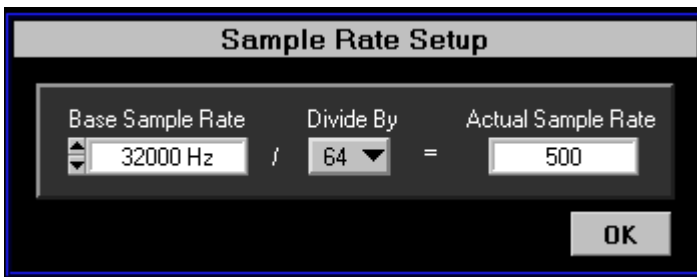 Sample Rate Setup
Base Sample Rate Divide By Actual Sample Rate
32000 Hz / 64 = 500
OK